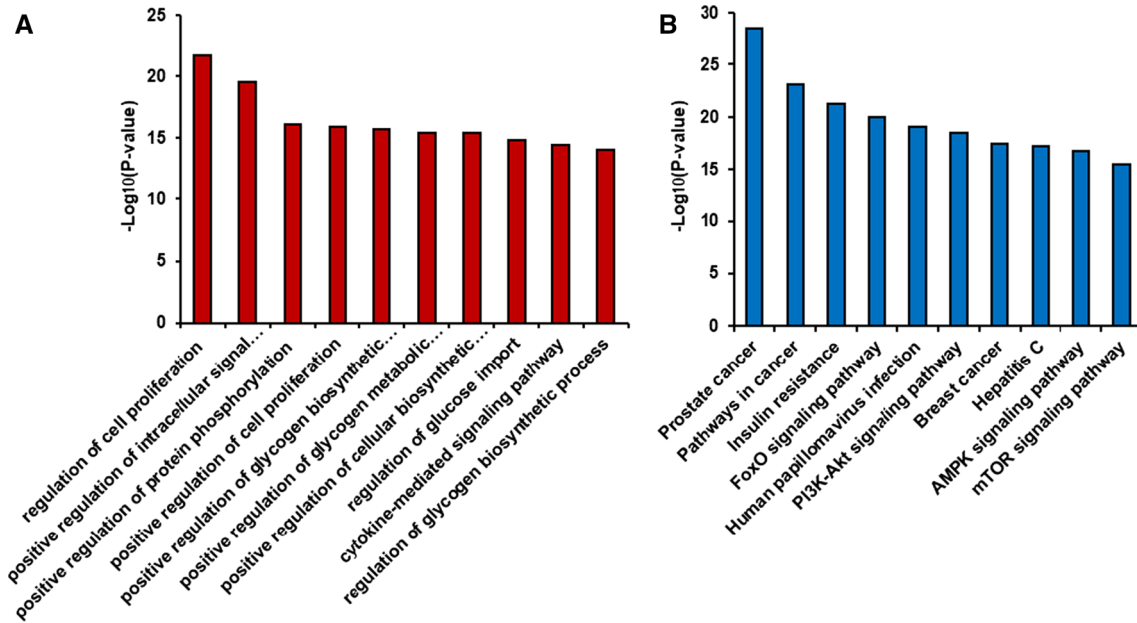 A
-Log10(P-value)
25
20
15
10
5
0
regulation of cell proliferation
positive regulation of intracellular signal...
positive regulation of protein phosphorylation
positive regulation of cell proliferation
positive regulation of glycogen biosynthetic...
positive regulation of glycogen metabolic...
positive regulation of cellular biosynthetic...
regulation of glucose import
cytokine-mediated signaling pathway
regulation of glycogen biosynthetic process
B
-Log10(P-value)
30
25
20
15
10
5
0
Prostate cancer
Pathways in cancer
Insulin resistance
FoxO signaling pathway
Human papillomavirus infection
PI3K-Akt signaling pathway
Breast cancer
Hepatitis C
AMPK signaling pathway
mTOR signaling pathway